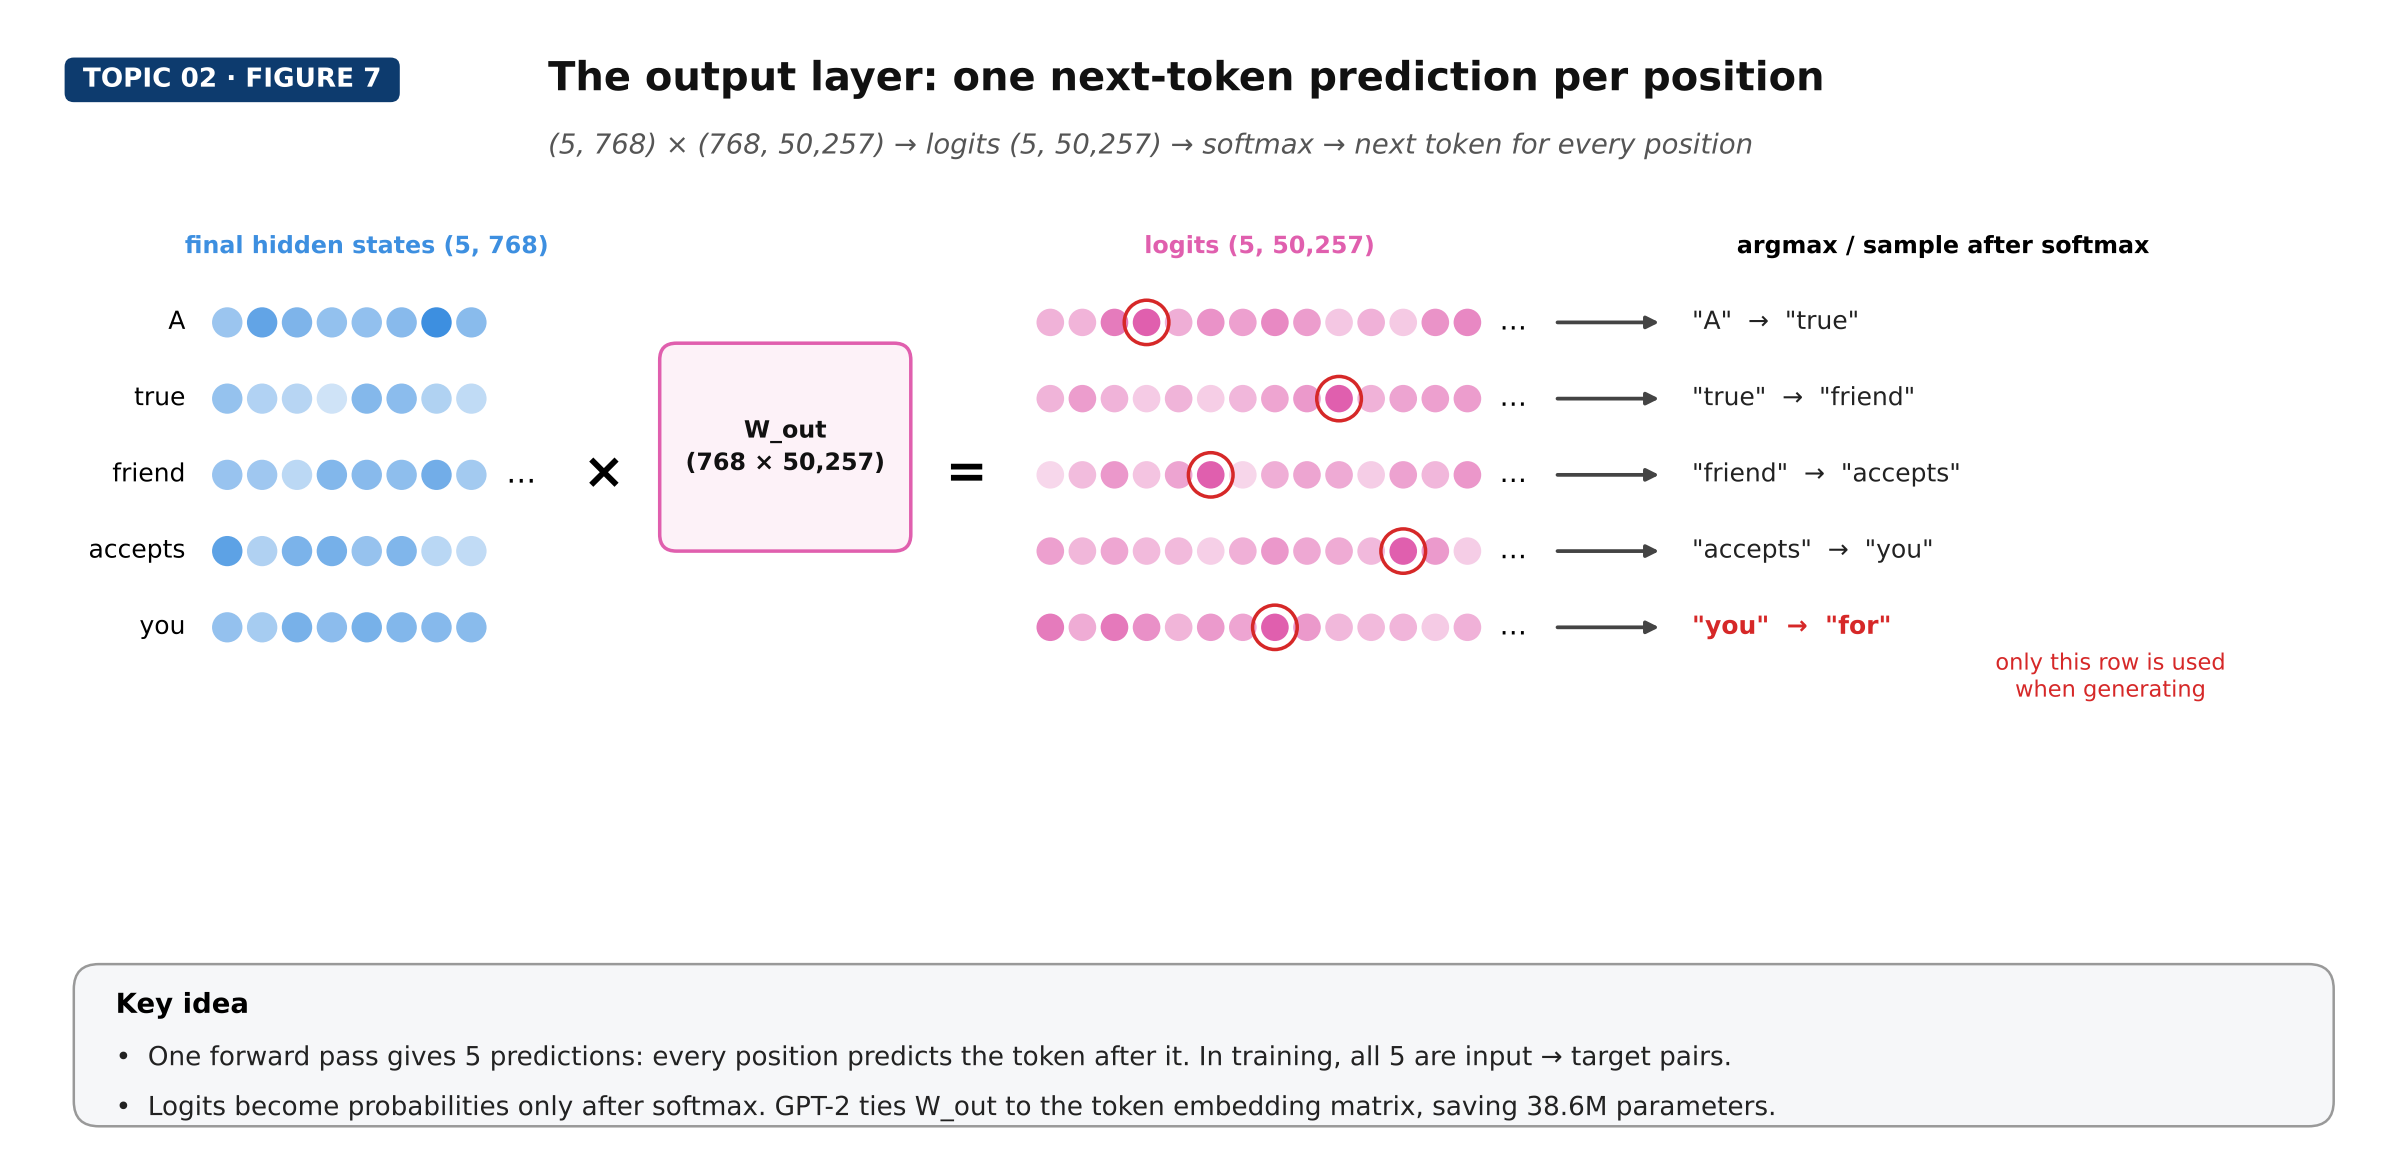 TOPIC 02 · FIGURE 7
The output layer: one next-token prediction per position
(5, 768) × (768, 50,257) → logits (5, 50,257) → softmax → next token for every position
final hidden states (5, 768)
logits (5, 50,257)
argmax / sample after softmax
A
... → "A" → "true"
true
... → "true" → "friend"
friend
...
×
W_out
(768 × 50,257)
=
... → "friend" → "accepts"
accepts
... → "accepts" → "you"
you
... → "you" → "for"
only this row is used
when generating
Key idea
• One forward pass gives 5 predictions: every position predicts the token after it. In training, all 5 are input → target pairs.
• Logits become probabilities only after softmax. GPT-2 ties W_out to the token embedding matrix, saving 38.6M parameters.